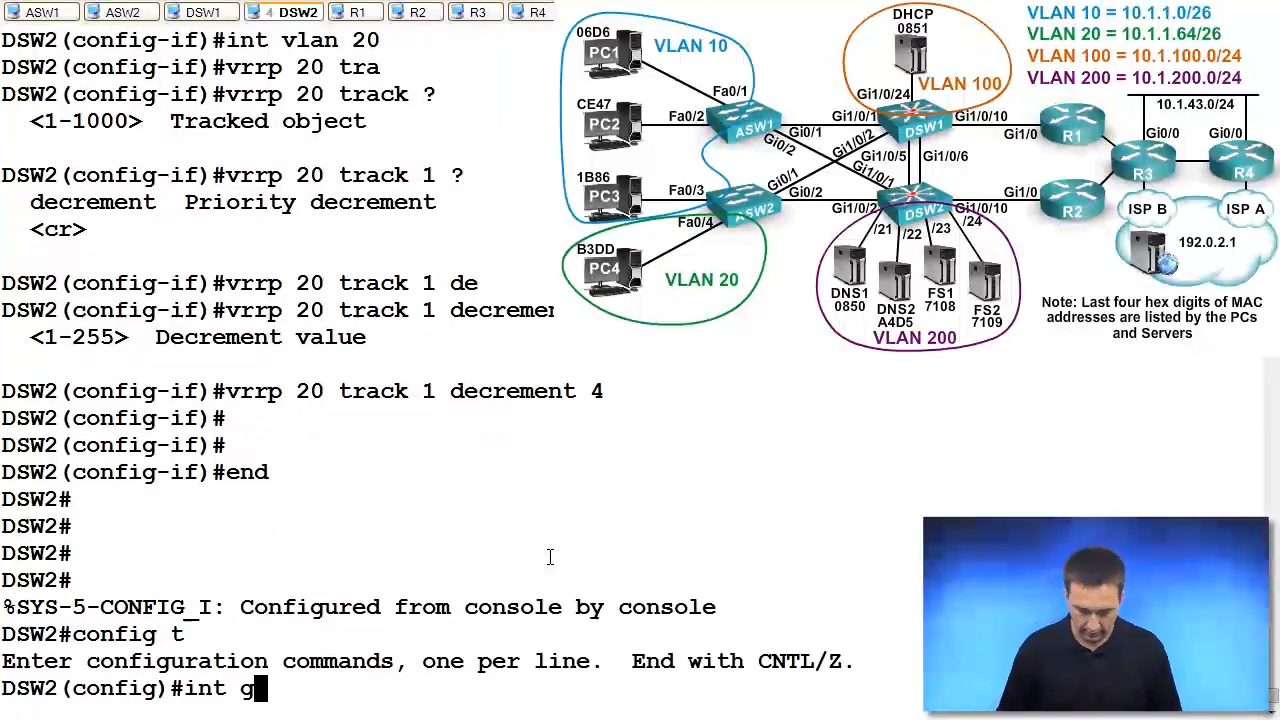 ASW1 ASW2 DSW1 4 DSW2 R1 R2 R3 R4
DSW2(config-if)#int vlan 20
DSW2(config-if)#vrrp 20 tra
DSW2(config-if)#vrrp 20 track ?
<1-1000> Tracked object
DSW2(config-if)#vrrp 20 track 1 ?
decrement Priority decrement
<cr>
DSW2(config-if)#vrrp 20 track 1 de
DSW2(config-if)#vrrp 20 track 1 decremen
<1-255> Decrement value
DSW2(config-if)#vrrp 20 track 1 decrement 4
DSW2(config-if)#
DSW2(config-if)#
DSW2(config-if)#end
DSW2#
DSW2#
DSW2#
DSW2#
%SYS-5-CONFIG_I: Configured from console by console
DSW2#config t
Enter configuration commands, one per line. End with CNTL/Z.
DSW2(config)#int g
06D6
PC1
VLAN 10
Fa0/1
CE47
PC2
Fa0/2
ASW1
Gi0/1
Gi0/2
1B86
PC3
Fa0/3
ASW2
Gi0/1
Gi0/2
Fa0/4
B3DD
PC4
VLAN 20
DHCP
0851
VLAN 100
Gi1/0/24
Gi1/0/1
Gi1/0/2
DSW1
Gi1/0/10
Gi1/0/5
Gi1/0/6
Gi1/0/1
Gi1/0/2
DSW2
Gi1/0/10
/21
/22
/23
/24
DNS1
0850
DNS2
A4D5
FS1
7108
FS2
7109
VLAN 200
VLAN 10 = 10.1.1.0/26
VLAN 20 = 10.1.1.64/26
VLAN 100 = 10.1.100.0/24
VLAN 200 = 10.1.200.0/24
10.1.43.0/24
Gi1/0
R1
Gi0/0
Gi0/0
R3
R4
Gi1/0
R2
ISP B
ISP A
192.0.2.1
Note: Last four hex digits of MAC
addresses are listed by the PCs
and Servers